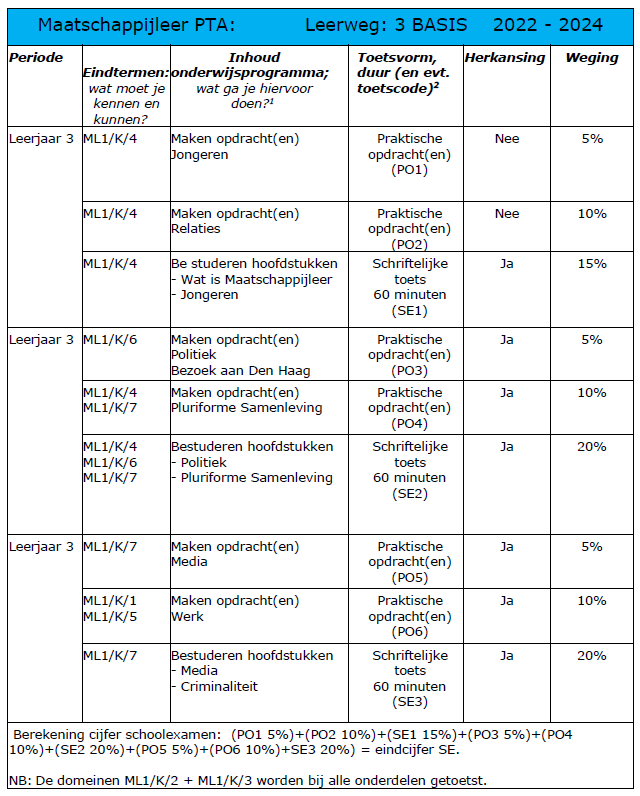 Maatschappijleer PTA: Leerweg: 3 BASIS 2022 - 2024
Periode
Eindtermen:
wat moet je
kennen en
kunnen?
Inhoud
onderwijsprogramma;
wat ga je hiervoor
doen?¹
Toetsvorm,
duur (en evt.
toetscode)²
Herkansing
Weging
Leerjaar 3
ML1/K/4
Maken opdracht(en)
Jongeren
Praktische
opdracht(en)
(PO1)
Nee
5%
ML1/K/4
Maken opdracht(en)
Relaties
Praktische
opdracht(en)
(PO2)
Nee
10%
ML1/K/4
Be studeren hoofdstukken
- Wat is Maatschappijleer
- Jongeren
Schriftelijke
toets
60 minuten
(SE1)
Ja
15%
Leerjaar 3
ML1/K/6
Maken opdracht(en)
Politiek
Bezoek aan Den Haag
Praktische
opdracht(en)
(PO3)
Ja
5%
ML1/K/4
ML1/K/7
Maken opdracht(en)
Pluriforme Samenleving
Praktische
opdracht(en)
(PO4)
Ja
10%
ML1/K/4
ML1/K/6
ML1/K/7
Bestuderen hoofdstukken
- Politiek
- Pluriforme Samenleving
Schriftelijke
toets
60 minuten
(SE2)
Ja
20%
Leerjaar 3
ML1/K/7
Maken opdracht(en)
Media
Praktische
opdracht(en)
(PO5)
Ja
5%
ML1/K/1
ML1/K/5
Maken opdracht(en)
Werk
Praktische
opdracht(en)
(PO6)
Ja
10%
ML1/K/7
Bestuderen hoofdstukken
- Media
- Criminaliteit
Schriftelijke
toets
60 minuten
(SE3)
Ja
20%
Berekening cijfer schoolexamen: (PO1 5%)+(PO2 10%)+(SE1 15%)+(PO3 5%)+(PO4
10%)+(SE2 20%)+(PO5 5%)+(PO6 10%)+SE3 20%) = eindcijfer SE.
NB: De domeinen ML1/K/2 + ML1/K/3 worden bij alle onderdelen getoetst.